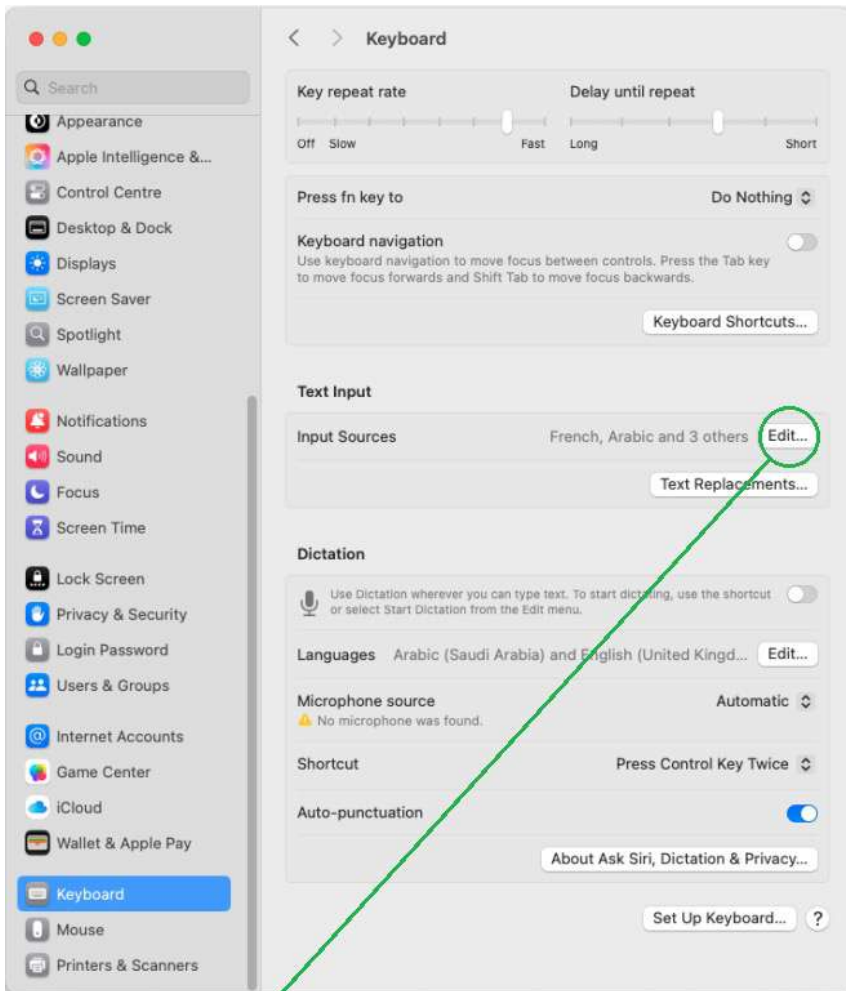 Keyboard
Search
Appearance
Apple Intelligence &...
Control Centre
Desktop & Dock
Displays
Screen Saver
Spotlight
Wallpaper
Notifications
Sound
Focus
Screen Time
Lock Screen
Privacy & Security
Login Password
Users & Groups
Internet Accounts
Game Center
iCloud
Wallet & Apple Pay
Keyboard
Mouse
Printers & Scanners
Key repeat rate
Off Slow Fast
Delay until repeat
Long Short
Press fn key to Do Nothing
Keyboard navigation
Use keyboard navigation to move focus between controls. Press the Tab key
to move focus forwards and Shift Tab to move focus backwards.
Keyboard Shortcuts...
Text Input
Input Sources French, Arabic and 3 others Edit...
Text Replacements...
Dictation
Use Dictation wherever you can type text. To start dictating, use the shortcut
or select Start Dictation from the Edit menu.
Languages Arabic (Saudi Arabia) and English (United Kingd... Edit...
Microphone source Automatic
No microphone was found.
Shortcut Press Control Key Twice
Auto-punctuation
About Ask Siri, Dictation & Privacy...
Set Up Keyboard... ?